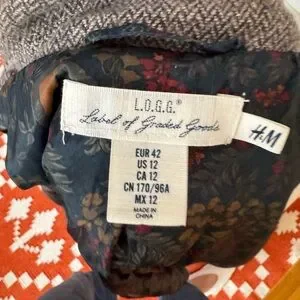 L.O.G.G.®
Label of Graded Goods
H&M
EUR 42
US 12
CA 12
CN 170/96A
MX 12
MADE IN
CHINA